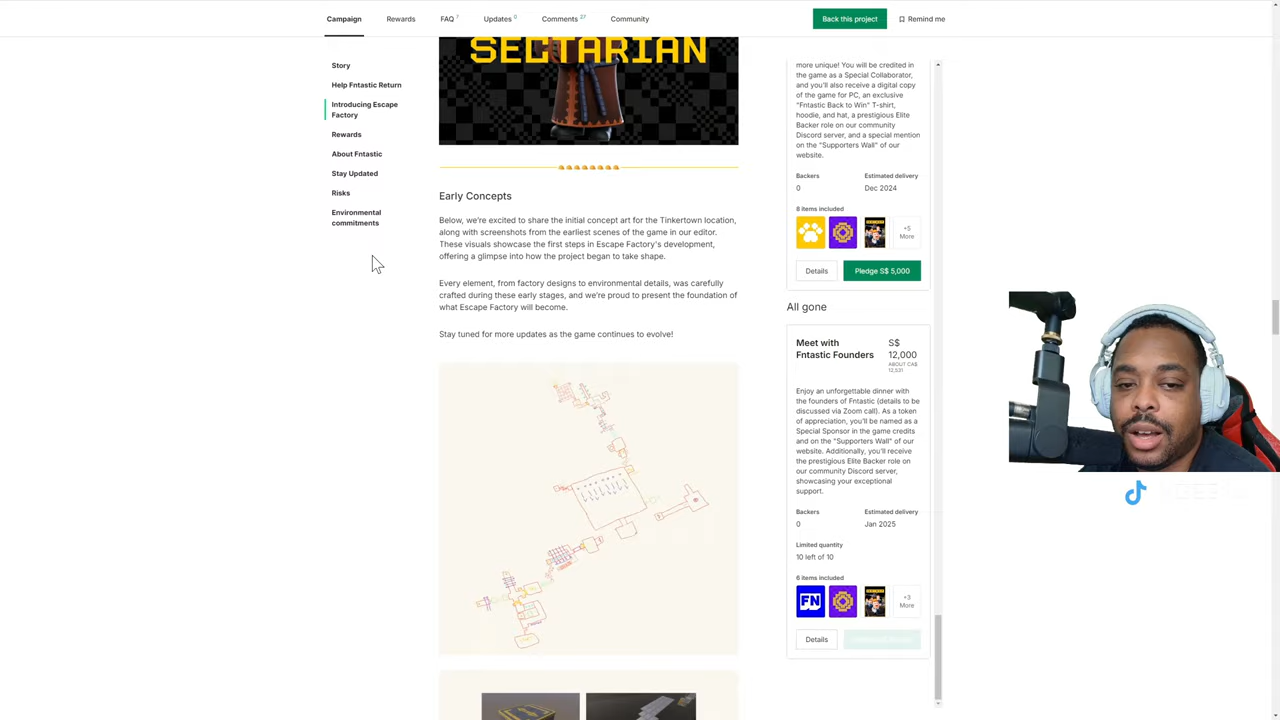 Campaign
Rewards
FAQ 7
Updates 0
Comments 27
Community
Back this project
Remind me
Story
Help Fntastic Return
Introducing Escape
Factory
Rewards
About Fntastic
Stay Updated
Risks
Environmental
commitments
SECTARIAN
Early Concepts
Below, we're excited to share the initial concept art for the Tinkertown location,
along with screenshots from the earliest scenes of the game in our editor.
These visuals showcase the first steps in Escape Factory's development,
offering a glimpse into how the project began to take shape.
Every element, from factory designs to environmental details, was carefully
crafted during these early stages, and we're proud to present the foundation of
what Escape Factory will become.
Stay tuned for more updates as the game continues to evolve!
more unique! You will be credited in
the game as a Special Collaborator,
and you'll also receive a digital copy
of the game for PC, an exclusive
"Fntastic Back to Win" T-shirt,
hoodie, and hat, a prestigious Elite
Backer role on our community
Discord server, and a special mention
on the "Supporters Wall" of our
website.
Backers
Estimated delivery
0
Dec 2024
8 items included
+5
More
Details
Pledge S$ 5,000
All gone
Meet with
Fntastic Founders
S$
12,000
ABOUT CA$
12,531
Enjoy an unforgettable dinner with
the founders of Fntastic (details to be
discussed via Zoom call). As a token
of appreciation, you'll be named as a
Special Sponsor in the game credits
and on the "Supporters Wall" of our
website. Additionally, you'll receive
the prestigious Elite Backer role on
our community Discord server,
showcasing your exceptional
support.
Backers
Estimated delivery
0
Jan 2025
Limited quantity
10 left of 10
6 items included
FN
+3
More
Details